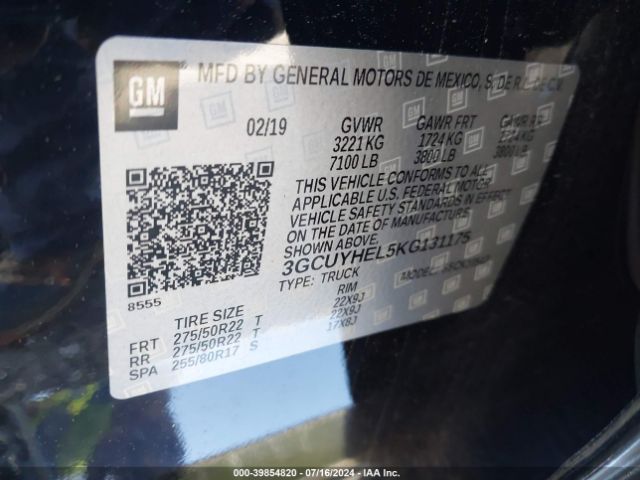 GM
MFD BY GENERAL MOTORS DE MEXICO, S. DE R.L. DE C.V.
02/19 GVWR GAWR FRT GAWR RR
3221 KG 1724 KG 1724 KG
7100 LB 3800 LB 3800 LB
THIS VEHICLE CONFORMS TO ALL
APPLICABLE U.S. FEDERAL MOTOR
VEHICLE SAFETY STANDARDS IN EFFECT
ON THE DATE OF MANUFACTURE
SHOWN ABOVE.
3GCUYHEL5KG131175
TYPE: TRUCK MODEL:
8555
TIRE SIZE RIM
FRT 275/50R22 T 22X9J
RR 275/50R22 T 22X9J
SPA 255/80R17 S 17X8J
000-39854820 | 07/16/2024 | IAA Inc.